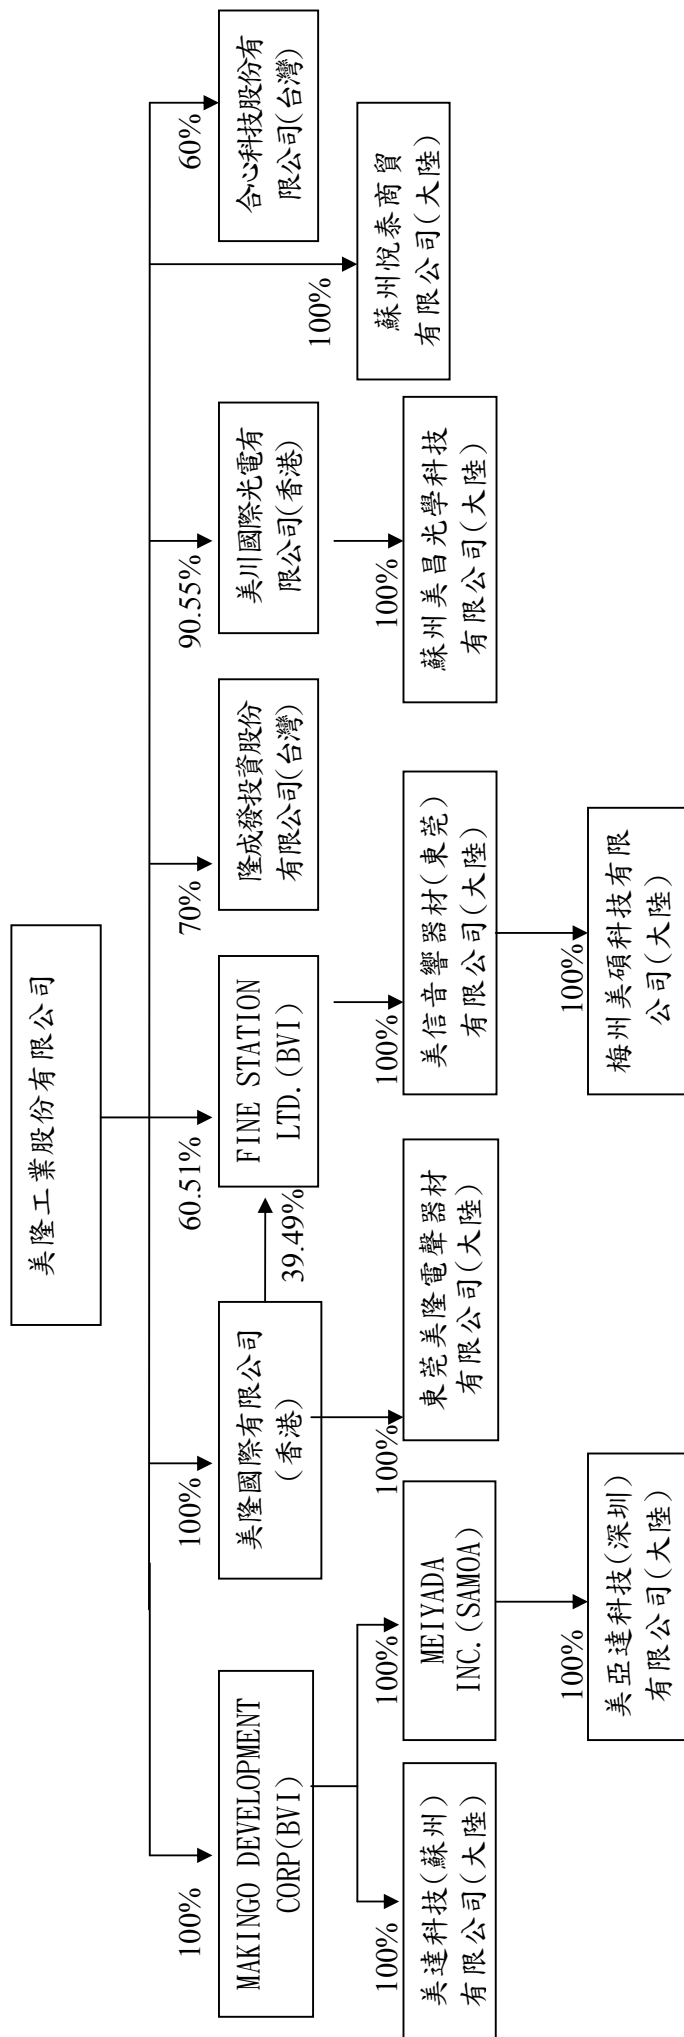 美隆工業股份有限公司
100%
100%
60.51%
70%
90.55%
60%
MAKINGO DEVELOPMENT
CORP(BVI)
美隆國際有限公司
(香港)
39.49%
FINE STATION
LTD.(BVI)
隆成發投資股份
有限公司(台灣)
美川國際光電有
限公司(香港)
合心科技股份有
限公司(台灣)
100%
蘇州悅泰商貿
有限公司(大陸)
100%
100%
100%
100%
100%
美達科技(蘇州)
有限公司(大陸)
MEIYADA
INC.(SAMOA)
東莞美隆電聲器材
有限公司(大陸)
美信音響器材(東莞)
有限公司(大陸)
蘇州美昌光學科技
有限公司(大陸)
100%
100%
美亞達科技(深圳)
有限公司(大陸)
梅州美碩科技有限
公司(大陸)